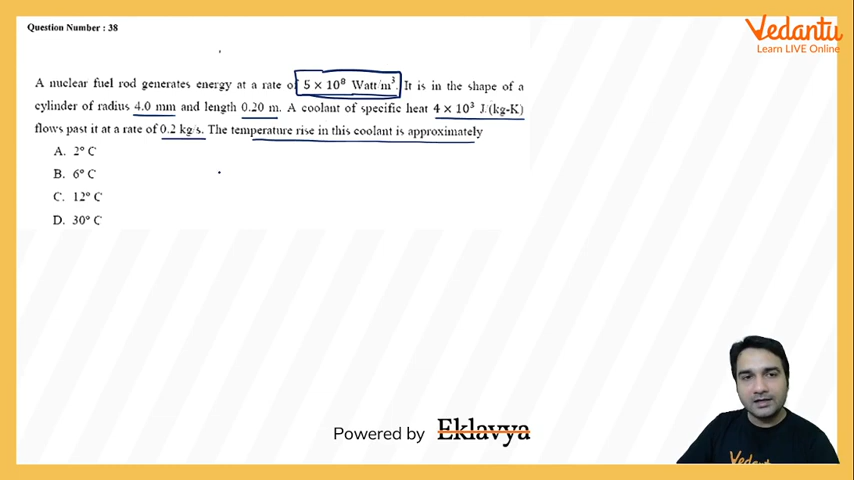 Question Number : 38
Vedantu
Learn LIVE Online
A nuclear fuel rod generates energy at a rate of 5 × 10⁸ Watt/m³. It is in the shape of a
cylinder of radius 4.0 mm and length 0.20 m. A coolant of specific heat 4 × 10³ J/(kg-K)
flows past it at a rate of 0.2 kg/s. The temperature rise in this coolant is approximately
A. 2° C
B. 6° C
C. 12° C
D. 30° C
Powered by Eklavya